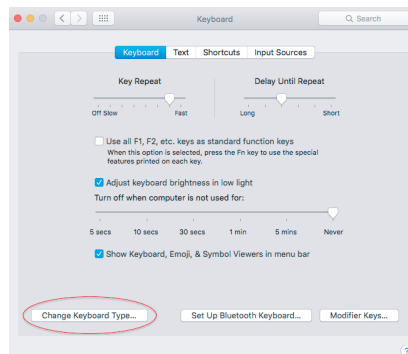 Keyboard
Search
Keyboard Text Shortcuts Input Sources
Key Repeat Delay Until Repeat
Off Slow Fast Long Short
Use all F1, F2, etc. keys as standard function keys
When this option is selected, press the Fn key to use the special
features printed on each key.
Adjust keyboard brightness in low light
Turn off when computer is not used for:
5 secs 10 secs 30 secs 1 min 5 mins Never
Show Keyboard, Emoji, & Symbol Viewers in menu bar
Change Keyboard Type... Set Up Bluetooth Keyboard... Modifier Keys...
?